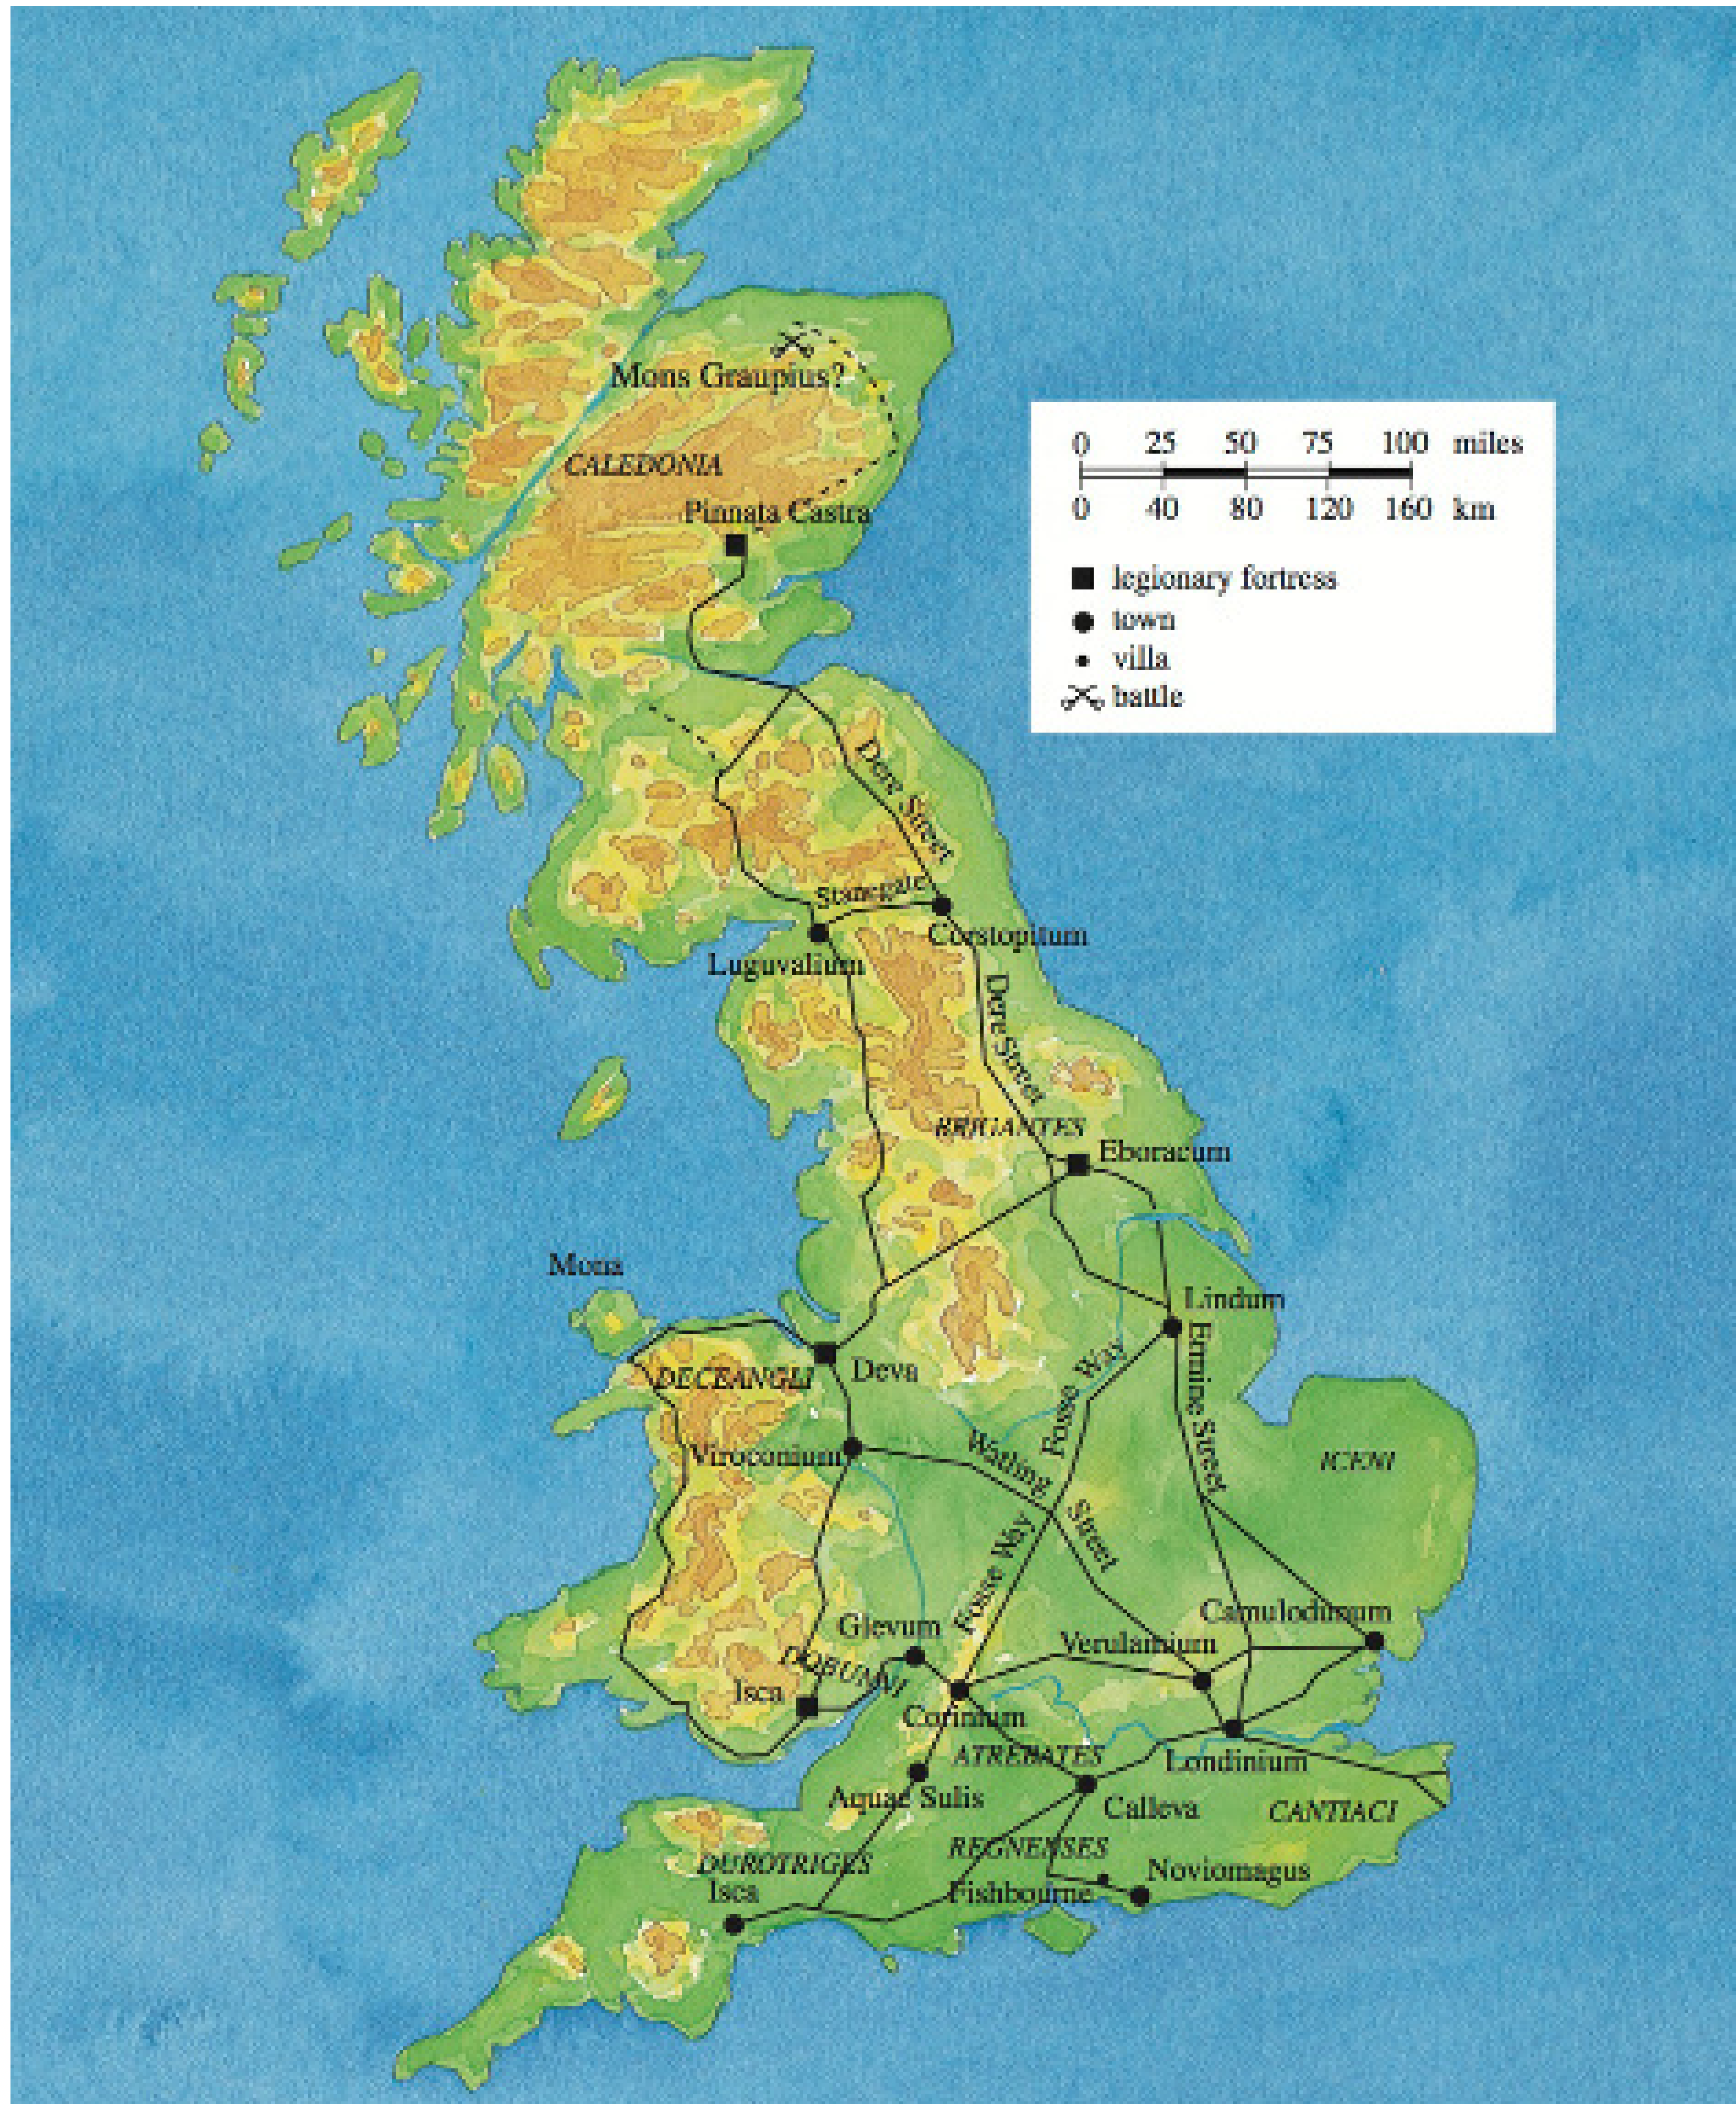 Mons Graupius?
0 25 50 75 100 miles
0 40 80 120 160 km
CALEDONIA
Pinnata Castra
legionary fortress
town
villa
battle
Dere Street
Stanegate
Corstopitum
Luguvalium
Dere Street
BRIGANTES
Eboracum
Mona
Lindum
Ermine Street
DECEANGLI
Deva
Fosse Way
Viroconium
Watling
Street
ICENI
Fosse Way
Camulodunum
Glevum
Verulamium
DOBUNNI
Isca
Corinium
ATREBATES
Londinium
Aquae Sulis
Calleva
CANTIACI
REGNENSES
DUROTRIGES
Noviomagus
Isca
Fishbourne